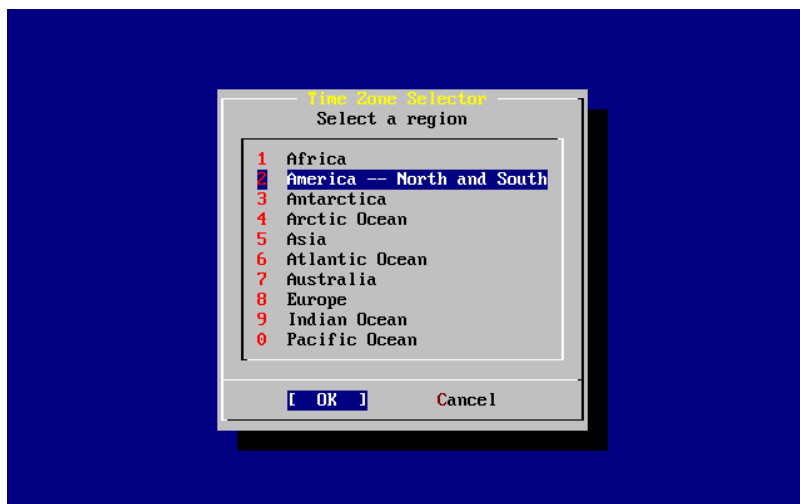 Time Zone Selector
Select a region
1 Africa
2 America -- North and South
3 Antarctica
4 Arctic Ocean
5 Asia
6 Atlantic Ocean
7 Australia
8 Europe
9 Indian Ocean
0 Pacific Ocean
[ OK ] Cancel